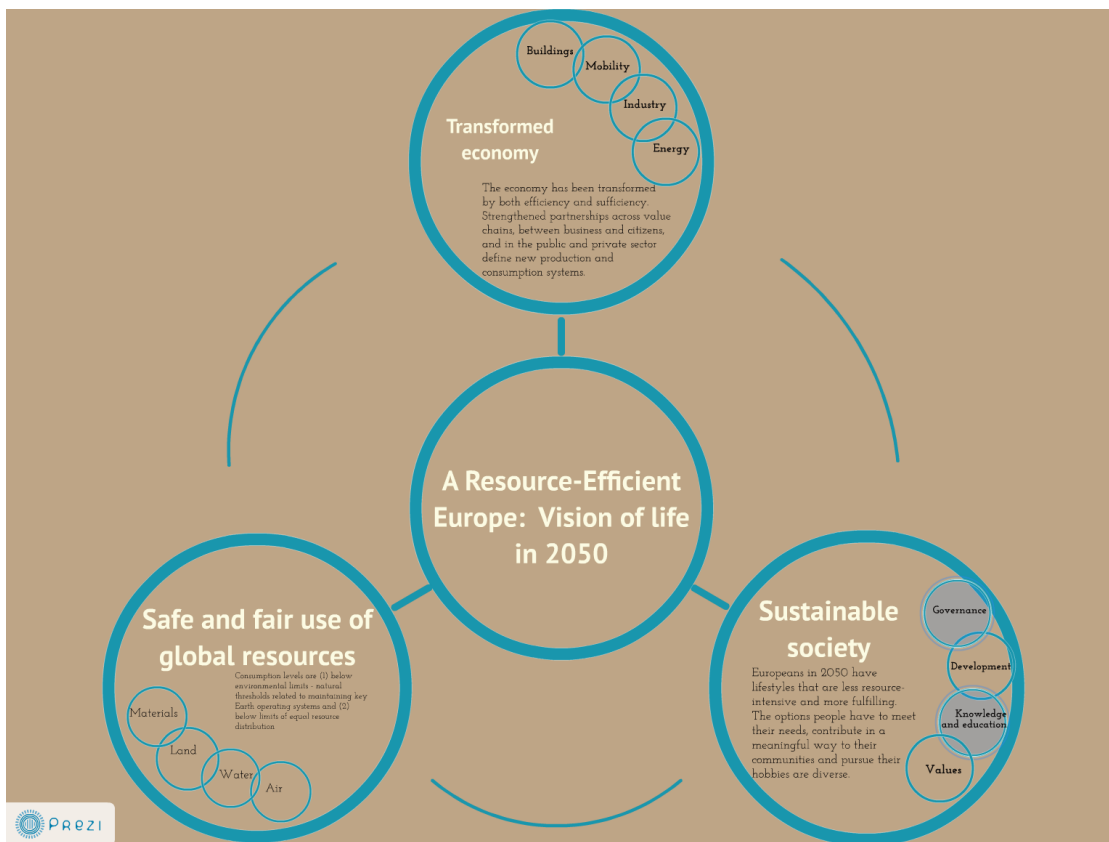 Buildings
Mobility
Industry
Energy
Transformed
economy
The economy has been transformed
by both efficiency and sufficiency.
Strengthened partnerships across value
chains, between business and citizens,
and in the public and private sector
define new production and
consumption systems.
A Resource-Efficient
Europe: Vision of life
in 2050
Safe and fair use of
global resources
Consumption levels are (1) below
environmental limits - natural
thresholds related to maintaining key
Earth operating systems and (2)
below limits of equal resource
distribution
Materials
Land
Water
Air
Sustainable
society
Europeans in 2050 have
lifestyles that are less resource-
intensive and more fulfilling.
The options people have to meet
their needs, contribute in a
meaningful way to their
communities and pursue their
hobbies are diverse.
Governance
Development
Knowledge
and education
Values
PREZI